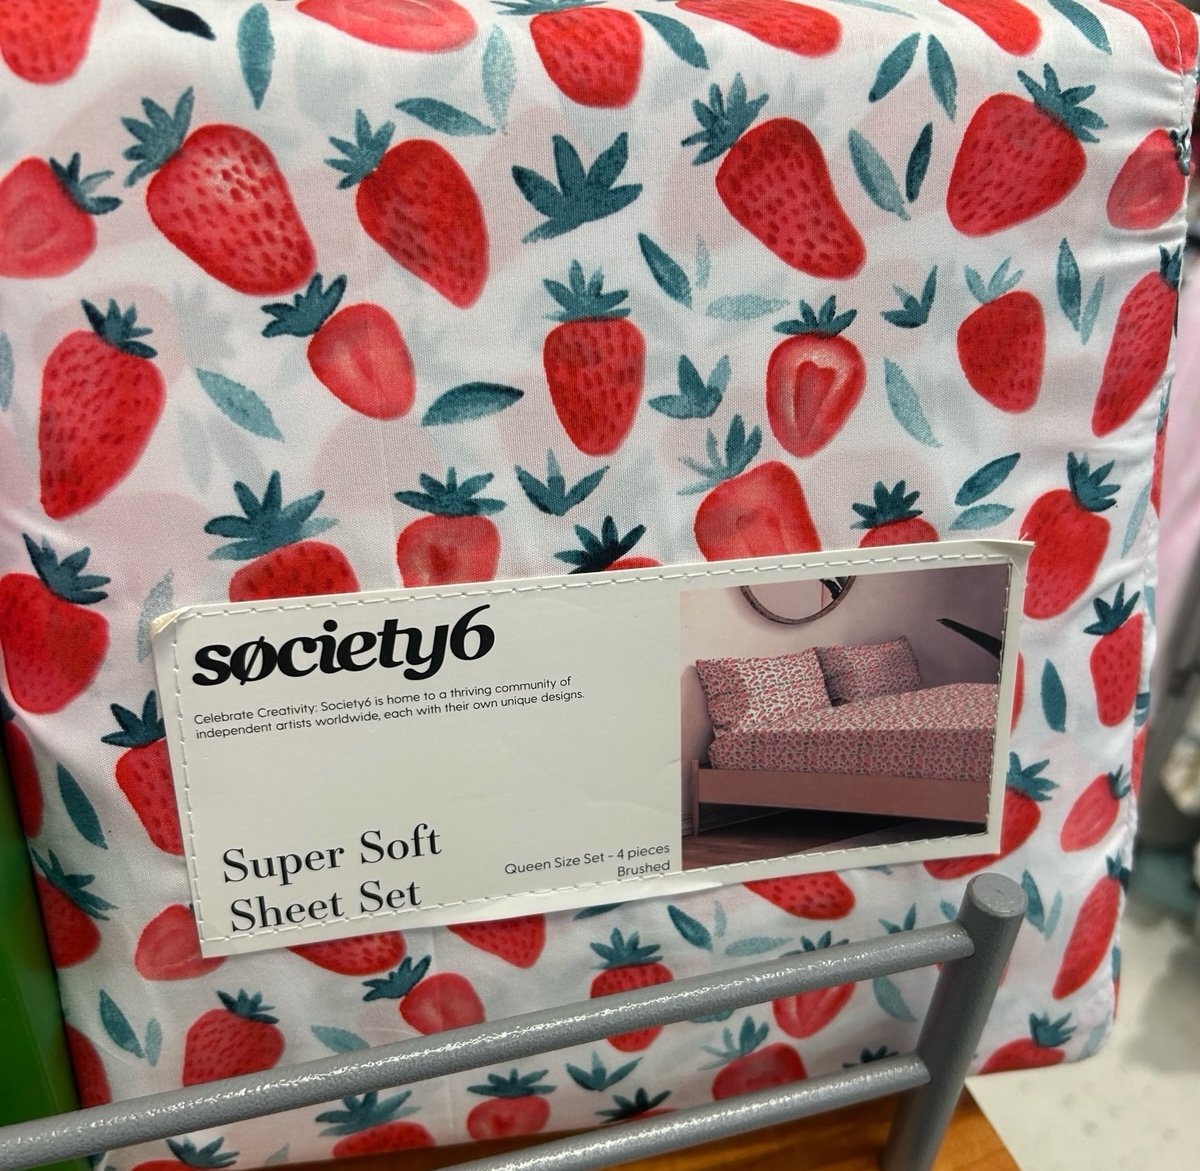 søciety6
Celebrate Creativity: Society6 is home to a thriving community of
independent artists worldwide, each with their own unique designs.
Super Soft
Sheet Set
Queen Size Set - 4 pieces
Brushed